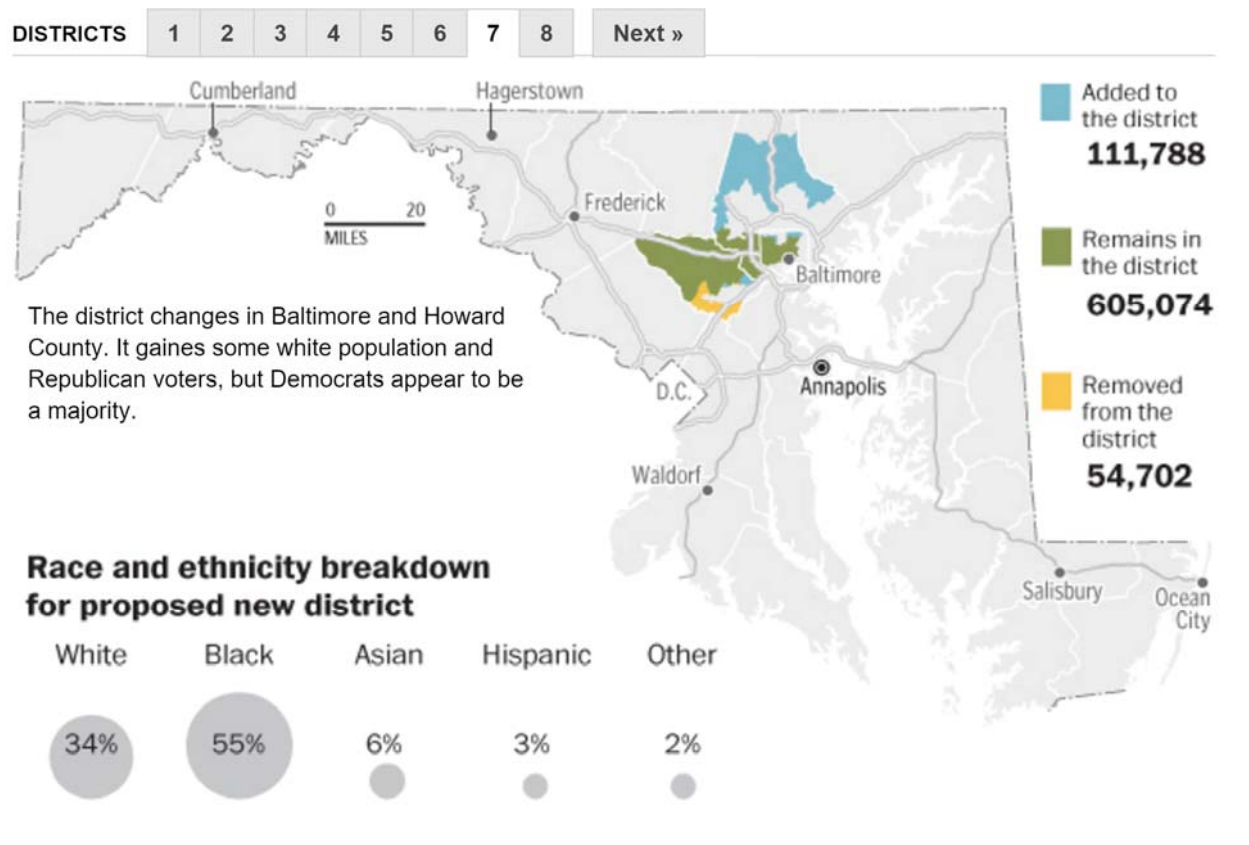 DISTRICTS 1 2 3 4 5 6 7 8 Next »
Cumberland
Hagerstown
Frederick
0 20
MILES
Baltimore
Annapolis
D.C.
Waldorf
Salisbury
Ocean
City
Added to
the district
111,788
Remains in
the district
605,074
Removed
from the
district
54,702
The district changes in Baltimore and Howard
County. It gaines some white population and
Republican voters, but Democrats appear to be
a majority.
Race and ethnicity breakdown
for proposed new district
White Black Asian Hispanic Other
34% 55% 6% 3% 2%